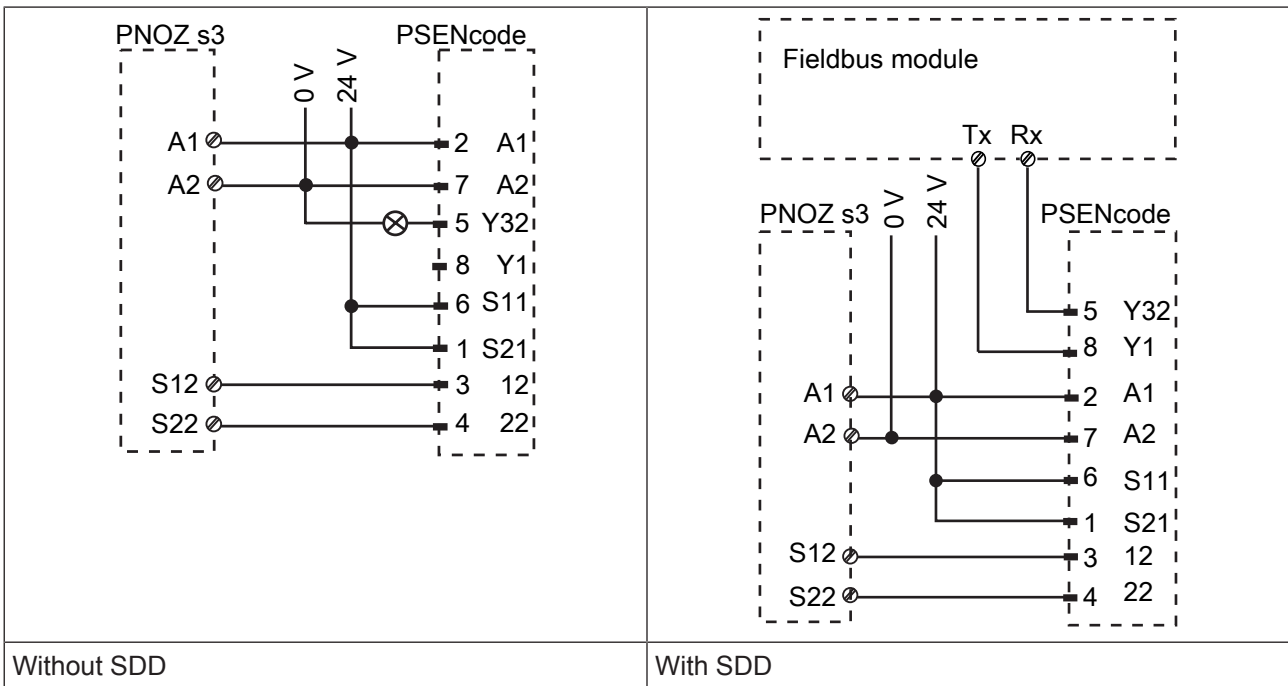 PNOZ s3
PSENcode
0 V
24 V
A1
2 A1
A2
7 A2
5 Y32
8 Y1
6 S11
1 S21
S12
3 12
S22
4 22
Without SDD
Fieldbus module
Tx Rx
PNOZ s3
0 V
24 V
PSENcode
5 Y32
8 Y1
A1
2 A1
A2
7 A2
6 S11
1 S21
S12
3 12
S22
4 22
With SDD